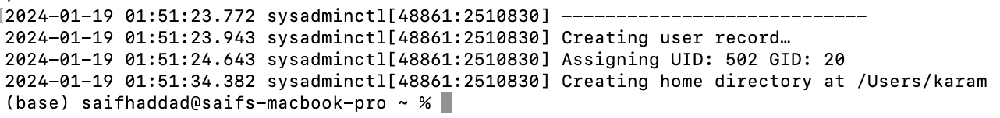 [2024-01-19 01:51:23.772 sysadminctl[48861:2510830] ----------------------------
2024-01-19 01:51:23.943 sysadminctl[48861:2510830] Creating user record…
2024-01-19 01:51:24.643 sysadminctl[48861:2510830] Assigning UID: 502 GID: 20
2024-01-19 01:51:34.382 sysadminctl[48861:2510830] Creating home directory at /Users/karam
(base) saifhaddad@saifs-macbook-pro ~ %